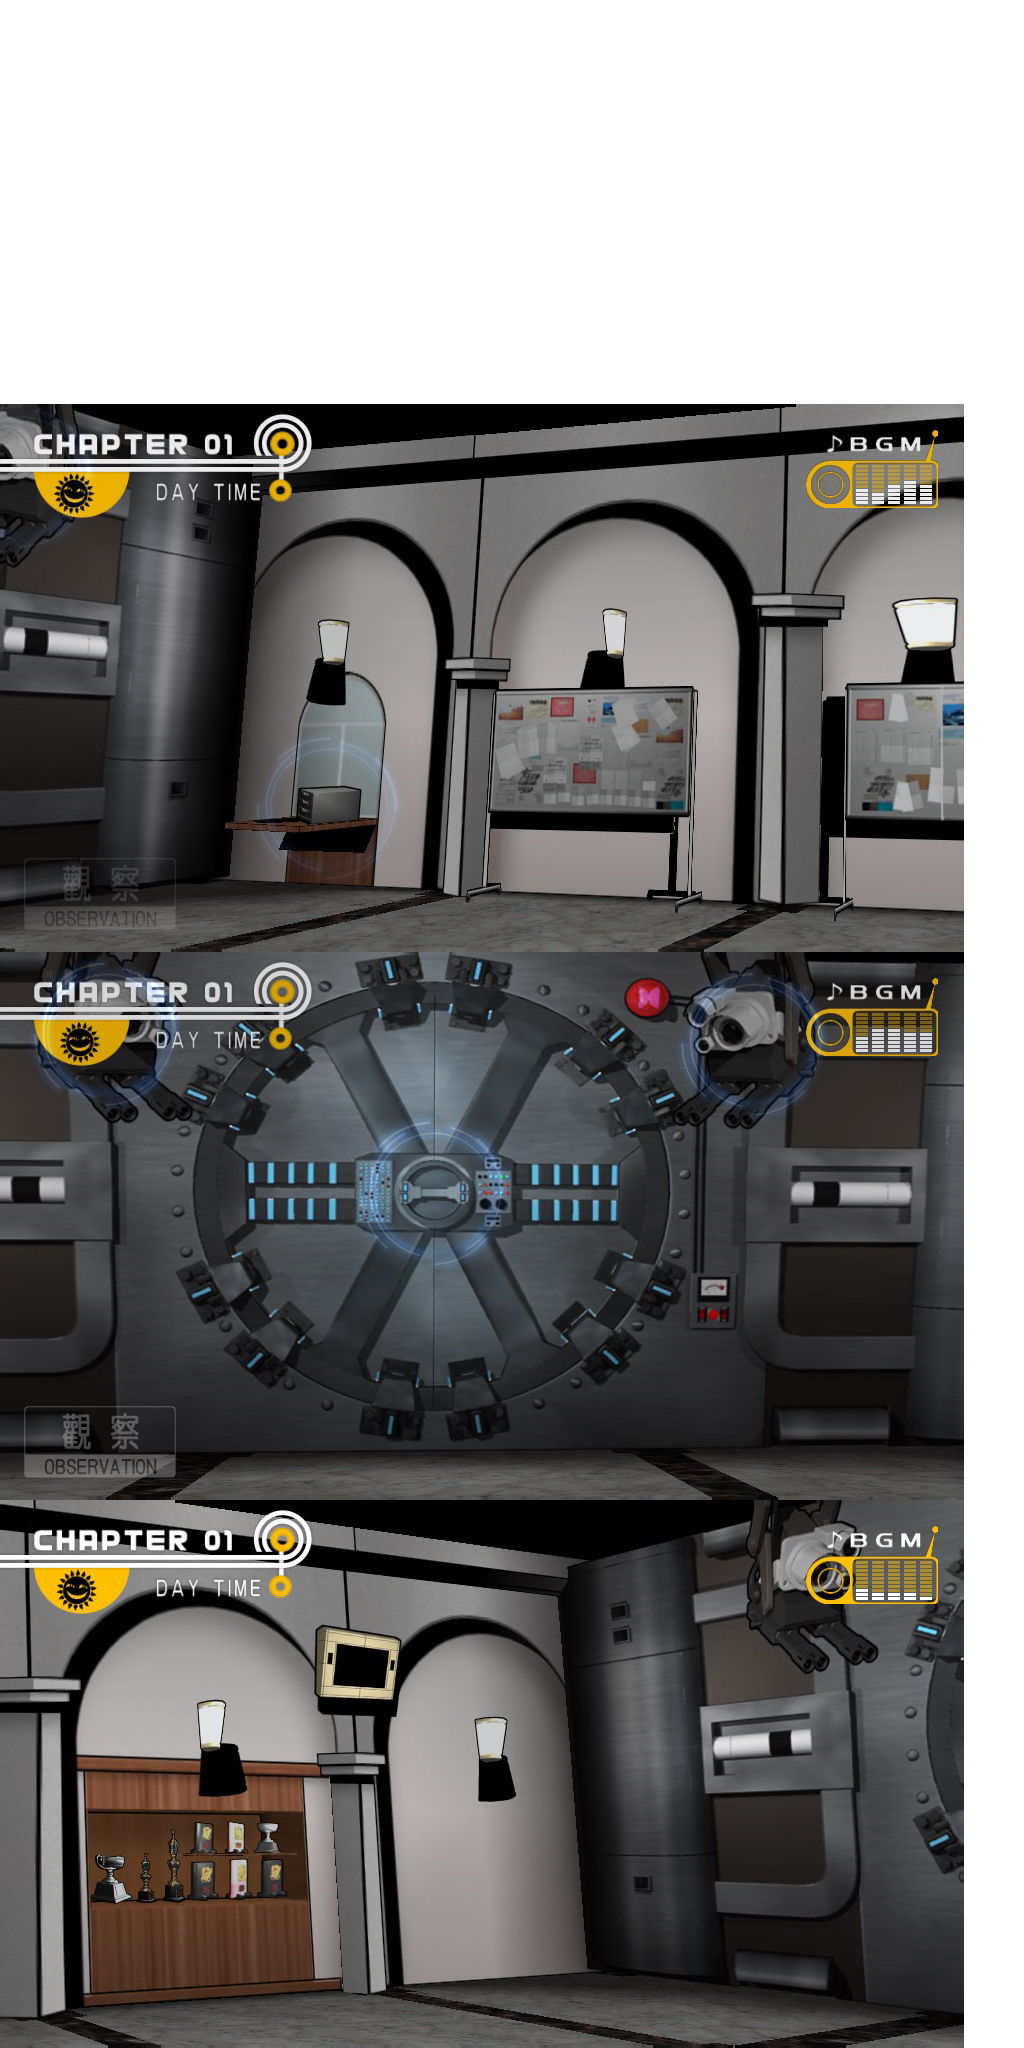 CHAPTER 01
♪BGM
DAY TIME
觀察
OBSERVATION
CHAPTER 01
♪BGM
DAY TIME
觀察
OBSERVATION
CHAPTER 01
♪BGM
DAY TIME